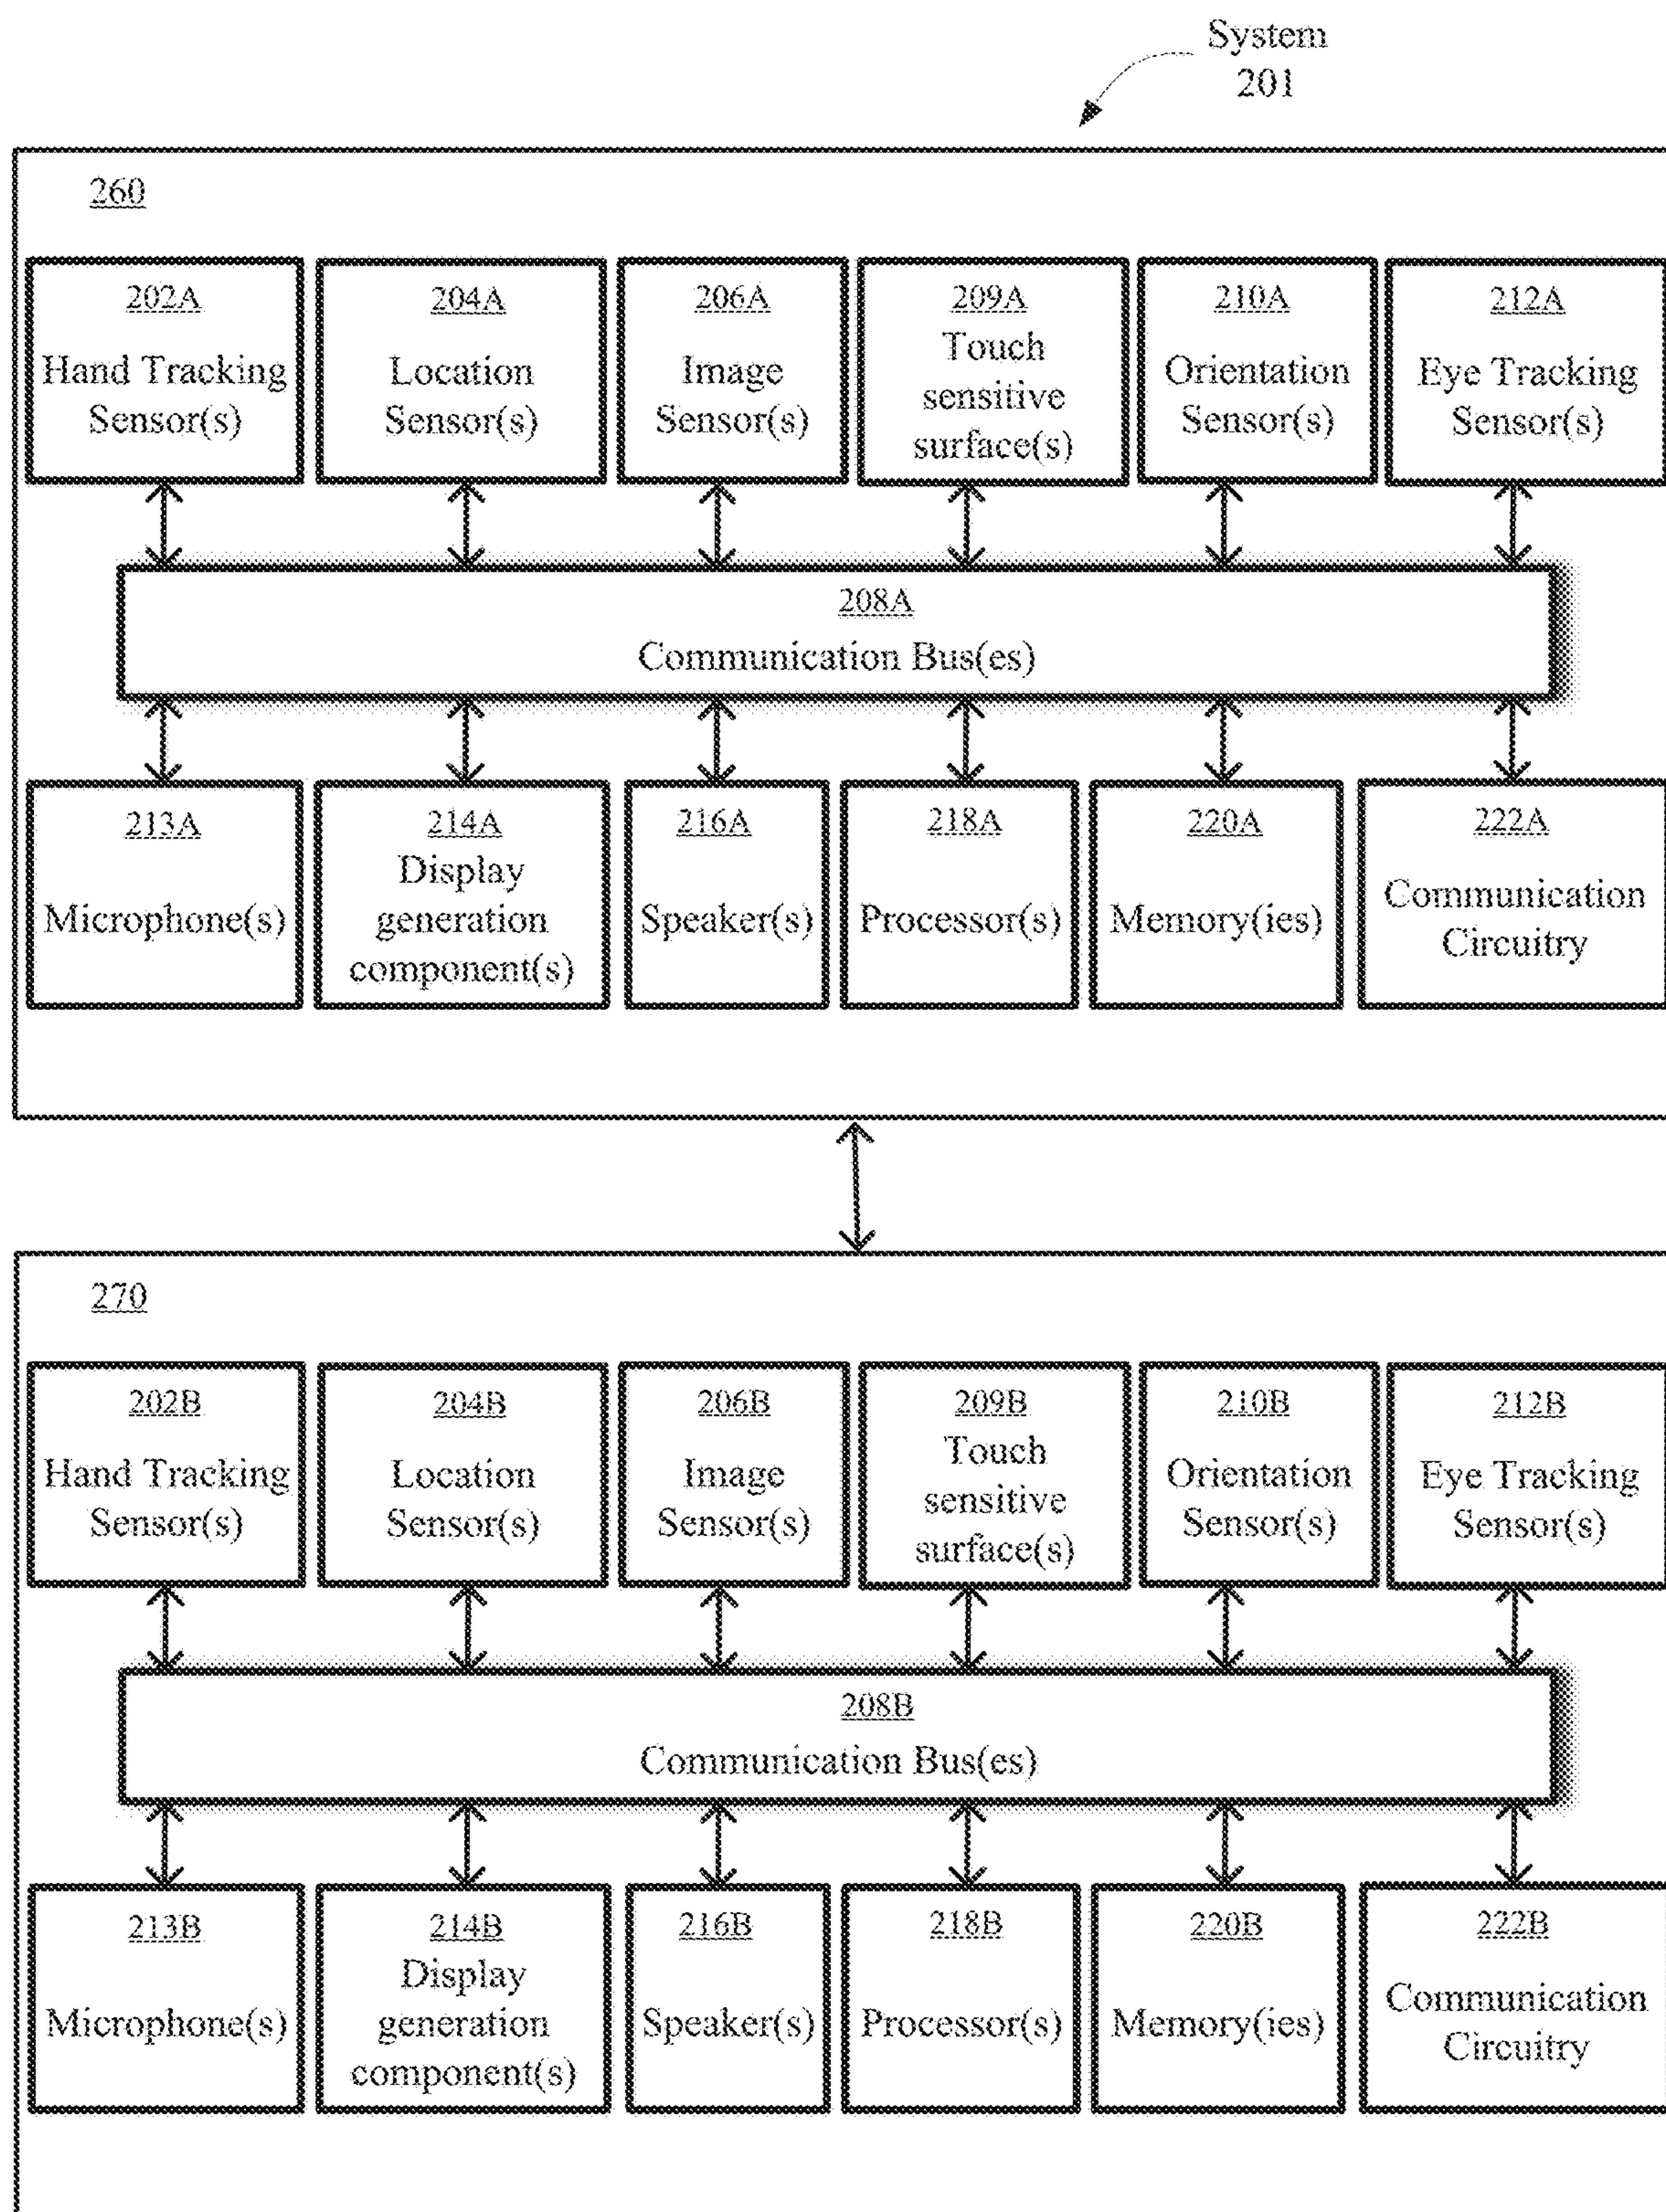 System
201
260
202A
Hand Tracking
Sensor(s)
204A
Location
Sensor(s)
206A
Image
Sensor(s)
209A
Touch
sensitive
surface(s)
210A
Orientation
Sensor(s)
212A
Eye Tracking
Sensor(s)
208A
Communication Bus(es)
213A
Microphone(s)
214A
Display
generation
component(s)
216A
Speaker(s)
218A
Processor(s)
220A
Memory(ies)
222A
Communication
Circuitry
270
202B
Hand Tracking
Sensor(s)
204B
Location
Sensor(s)
206B
Image
Sensor(s)
209B
Touch
sensitive
surface(s)
210B
Orientation
Sensor(s)
212B
Eye Tracking
Sensor(s)
208B
Communication Bus(es)
213B
Microphone(s)
214B
Display
generation
component(s)
216B
Speaker(s)
218B
Processor(s)
220B
Memory(ies)
222B
Communication
Circuitry